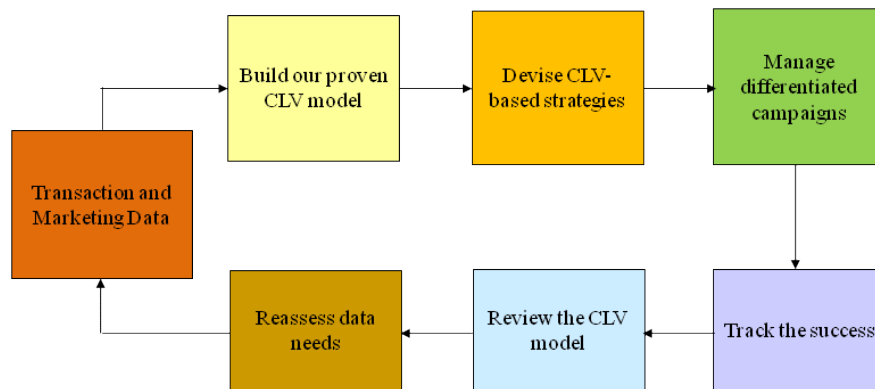 Build our proven
CLV model
Devise CLV-
based strategies
Manage
differentiated
campaigns
Transaction and
Marketing Data
Reassess data
needs
Review the CLV
model
Track the success